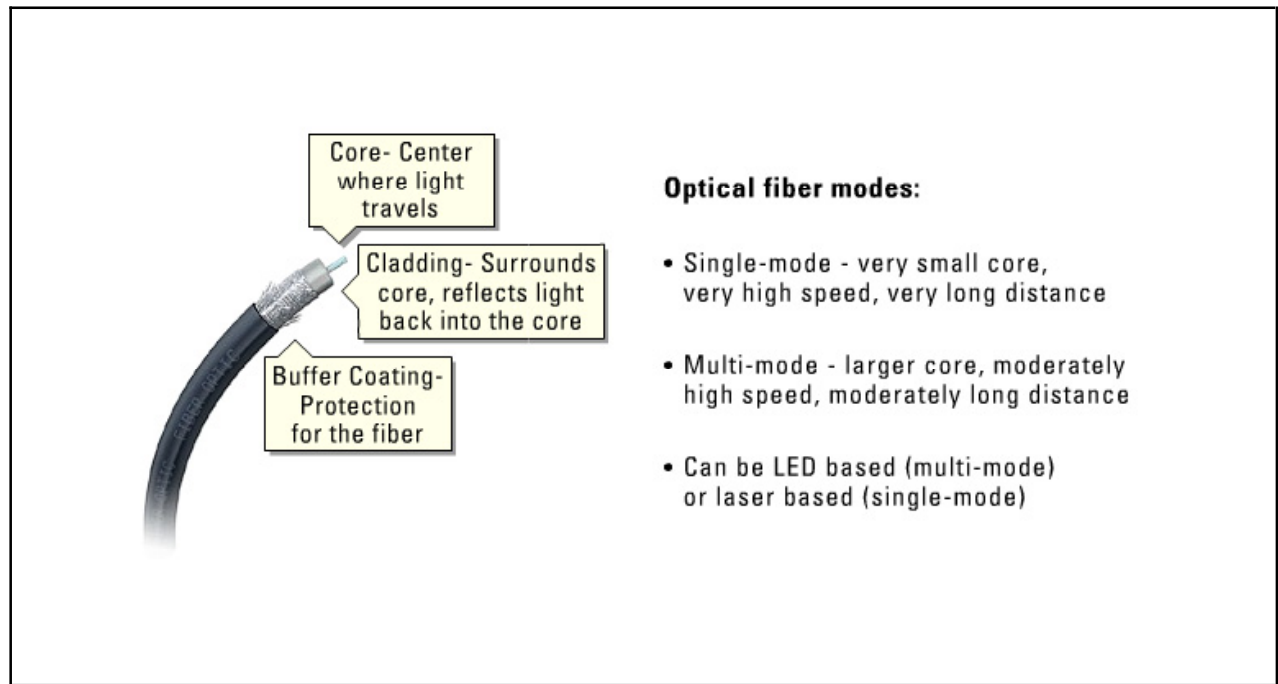 Core- Center
where light
travels
Cladding- Surrounds
core, reflects light
back into the core
Buffer Coating-
Protection
for the fiber
FIBER OPTIC
Optical fiber modes:
• Single-mode - very small core,
very high speed, very long distance
• Multi-mode - larger core, moderately
high speed, moderately long distance
• Can be LED based (multi-mode)
or laser based (single-mode)